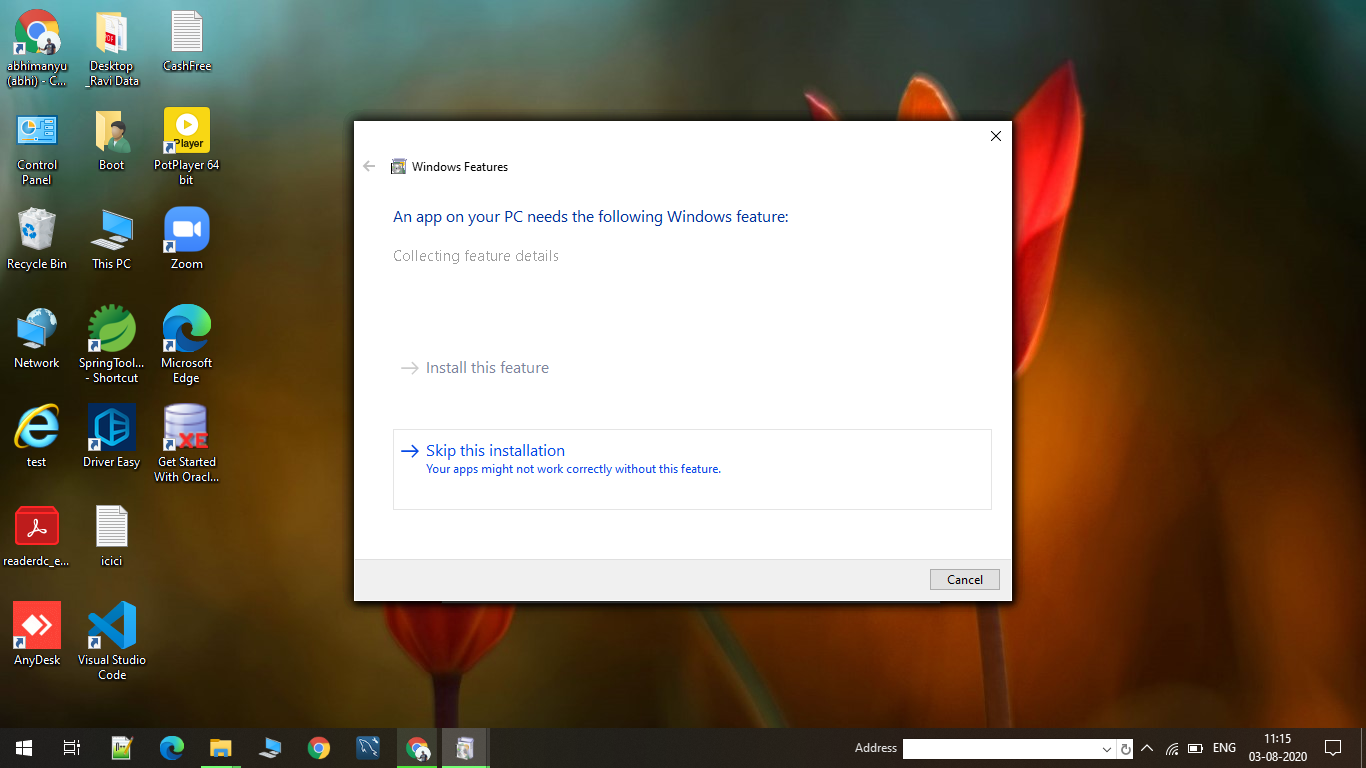 abhimanyu
(abhi) - C...
Desktop
_Ravi Data
CashFree
Control
Panel
Boot
Player
PotPlayer 64
bit
Recycle Bin
This PC
Zoom
Network
SpringTool...
- Shortcut
Microsoft
Edge
test
Driver Easy
XE
Get Started
With Oracl...
readerdc_e...
icici
AnyDesk
Visual Studio
Code
Windows Features
An app on your PC needs the following Windows feature:
Collecting feature details
Install this feature
Skip this installation
Your apps might not work correctly without this feature.
Cancel
Address
ENG
11:15
03-08-2020